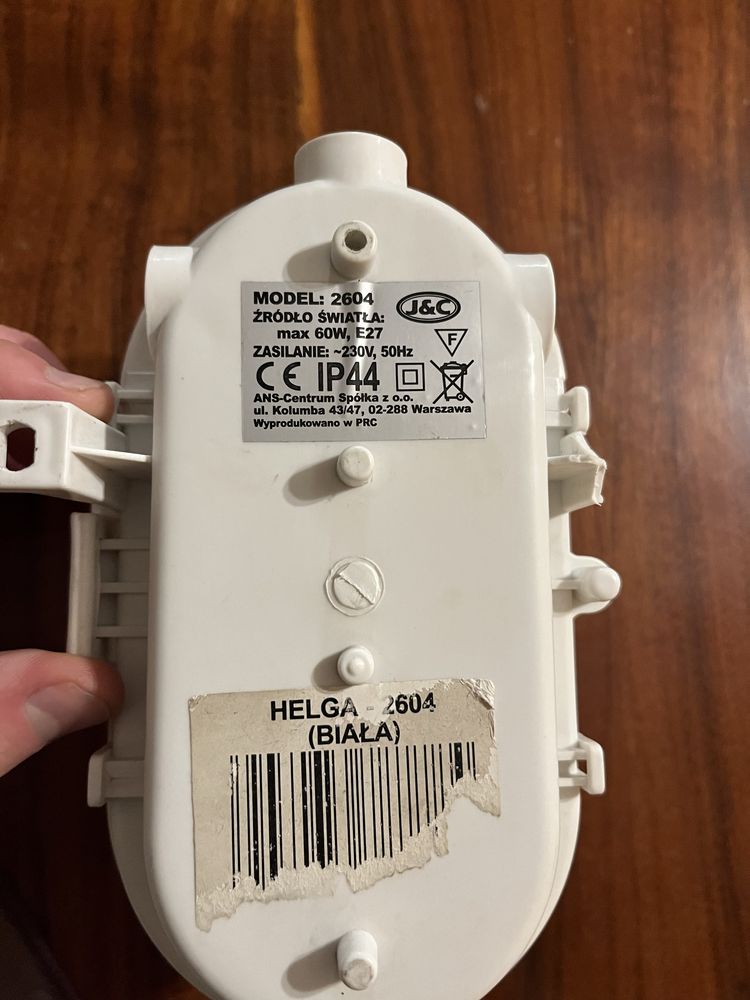 MODEL: 2604
J&C
ŹRÓDŁO ŚWIATŁA:
max 60W, E27
F
ZASILANIE: ~230V, 50Hz
CE IP44
ANS-Centrum Spółka z o.o.
ul. Kolumba 43/47, 02-288 Warszawa
Wyprodukowano w PRC
HELGA - 2604
(BIAŁA)